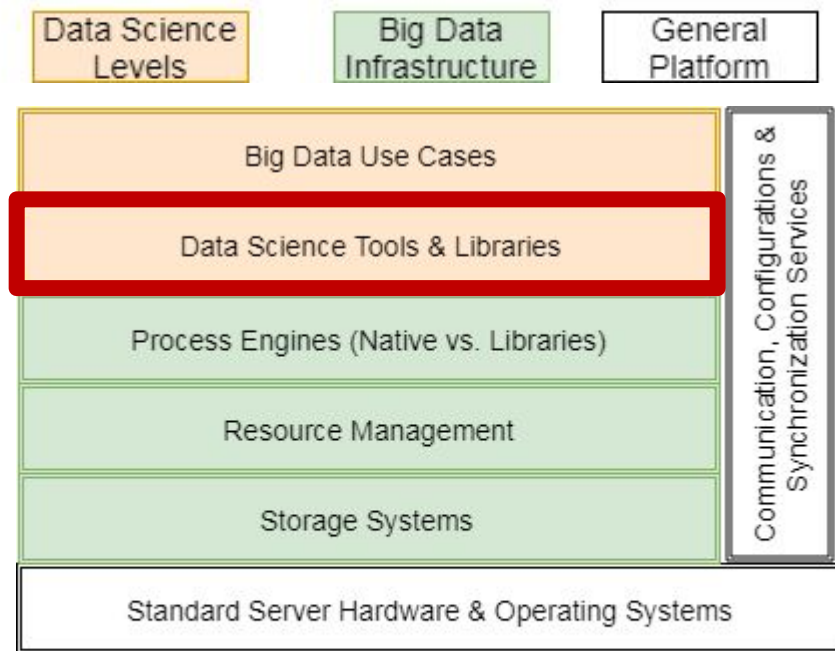 Data Science
Levels
Big Data
Infrastructure
General
Platform
Big Data Use Cases
Data Science Tools & Libraries
Process Engines (Native vs. Libraries)
Resource Management
Storage Systems
Communication, Configurations &
Synchronization Services
Standard Server Hardware & Operating Systems